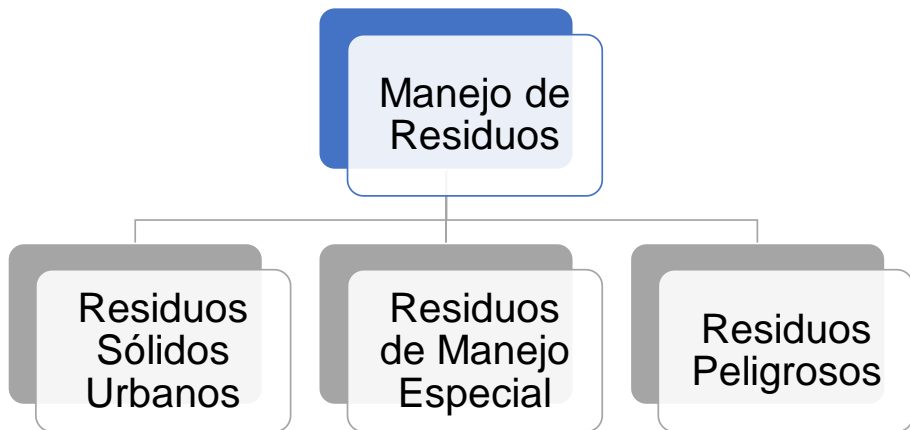 Manejo de
Residuos
Residuos
Sólidos
Urbanos
Residuos
de Manejo
Especial
Residuos
Peligrosos